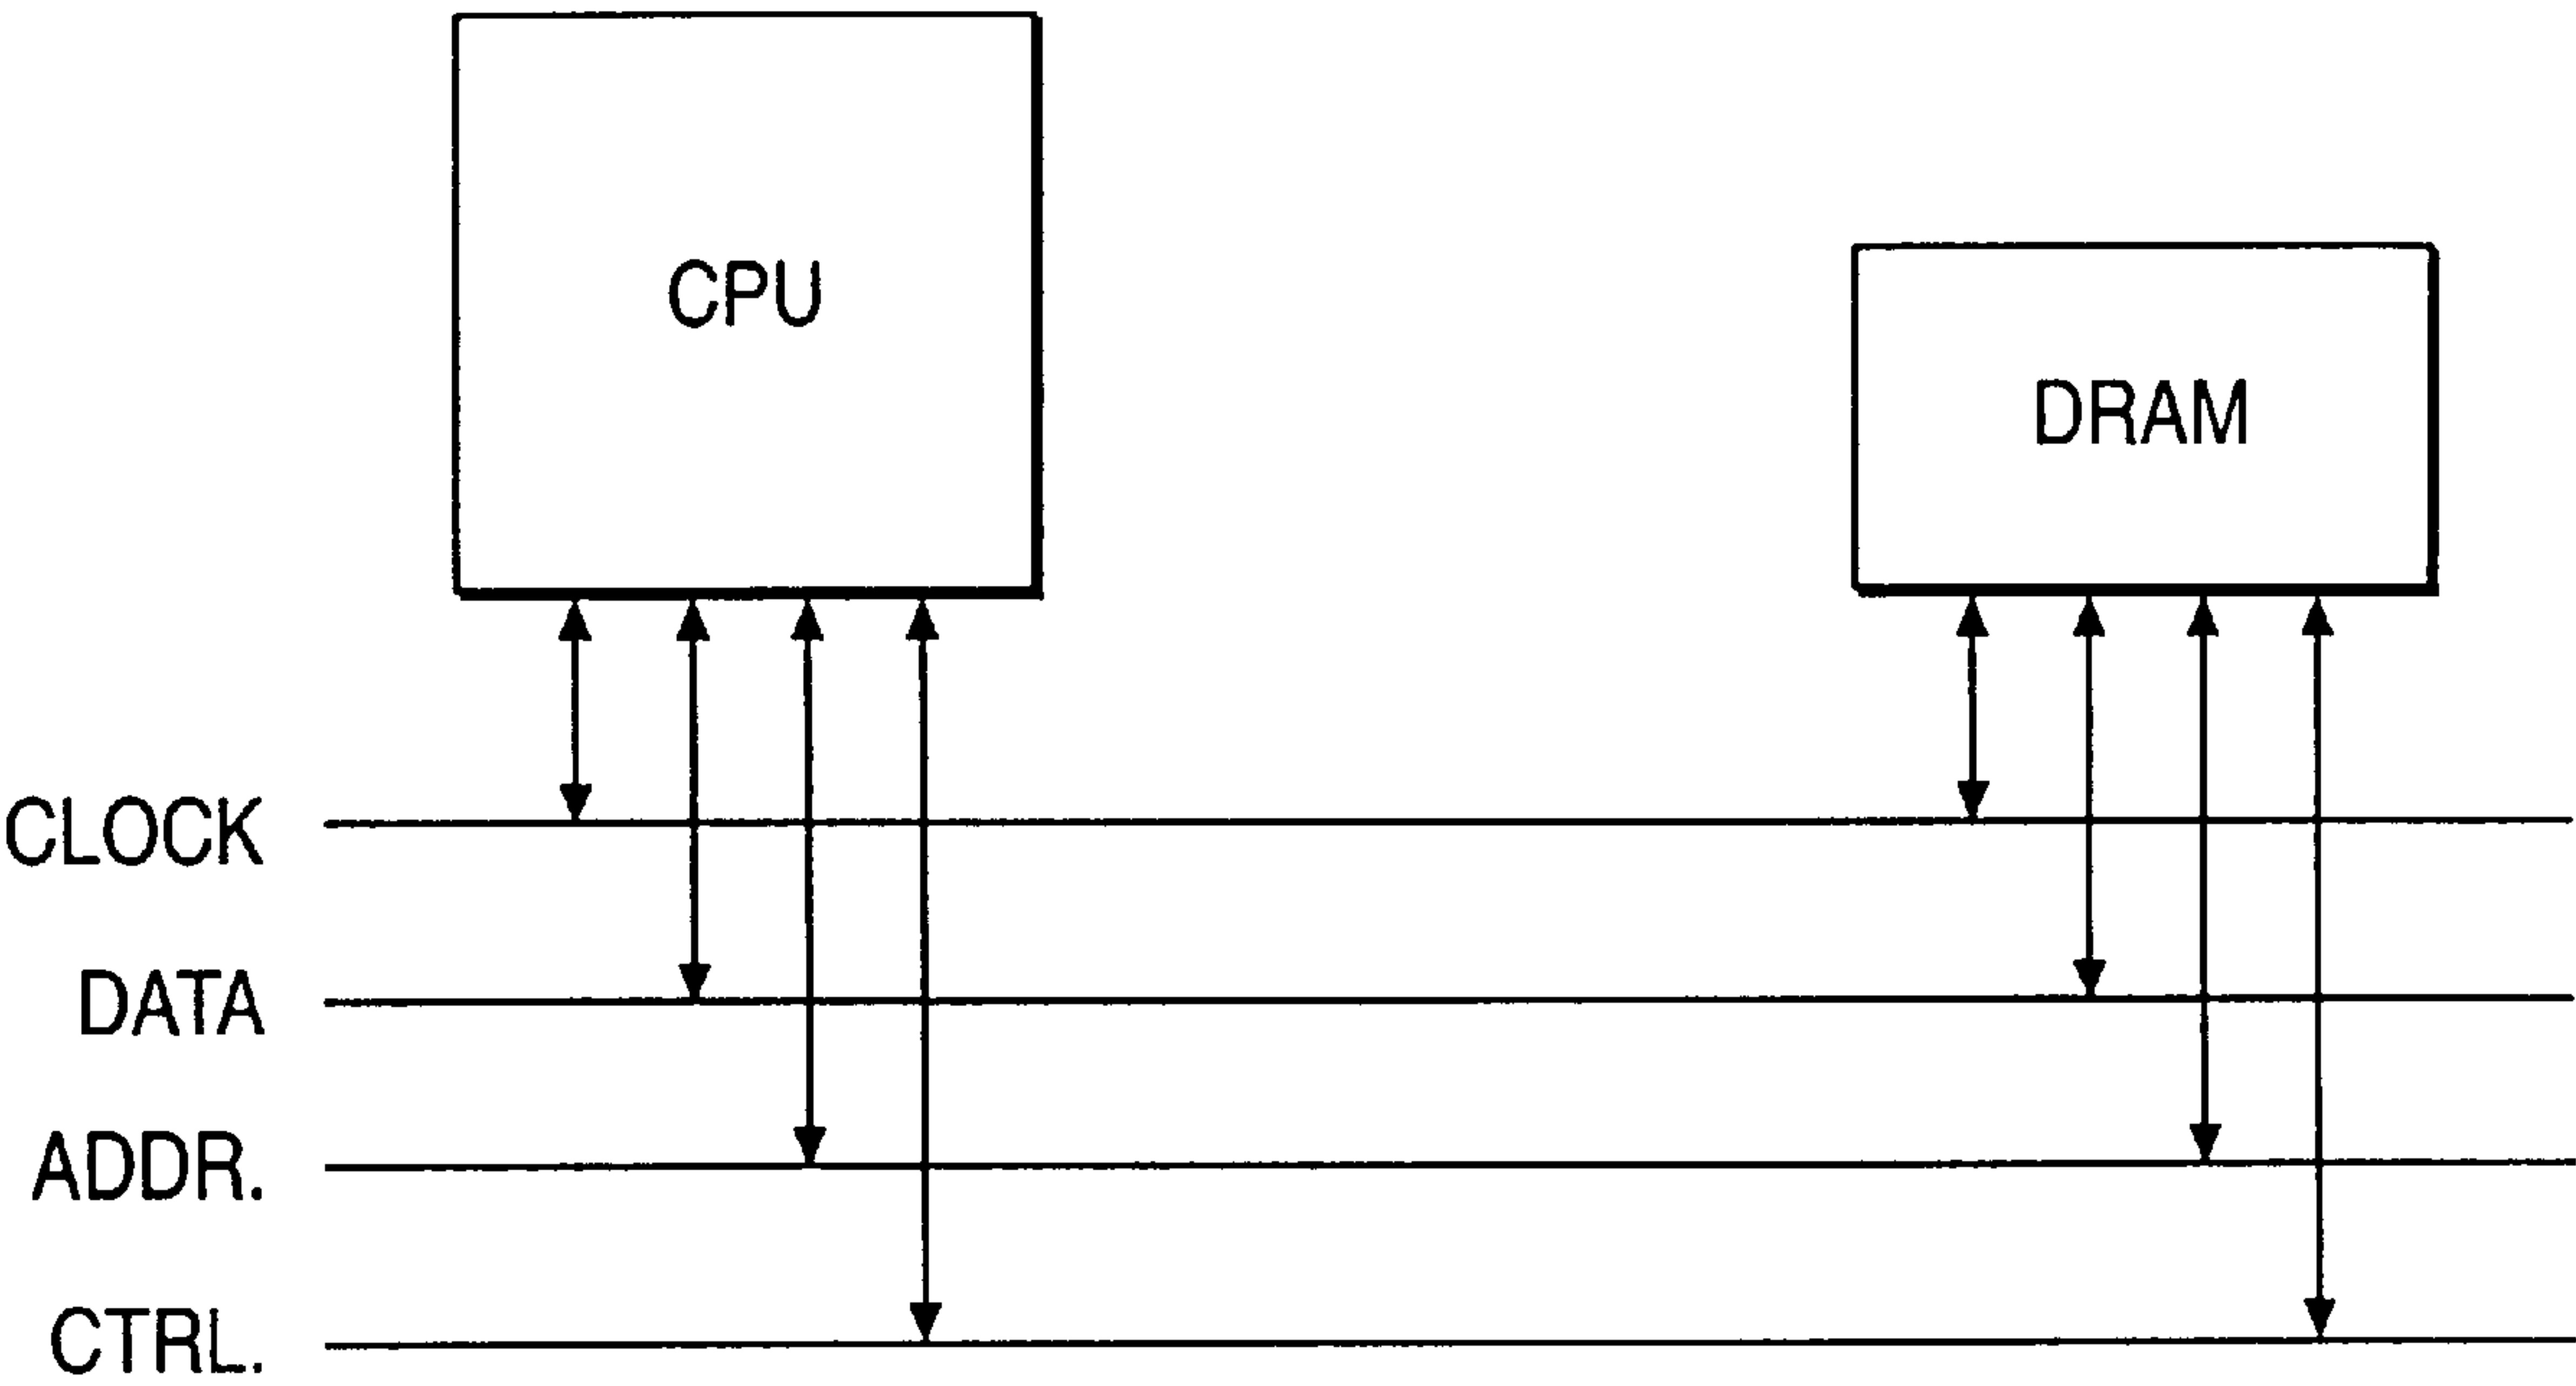 CPU
DRAM
CLOCK
DATA
ADDR.
CTRL.